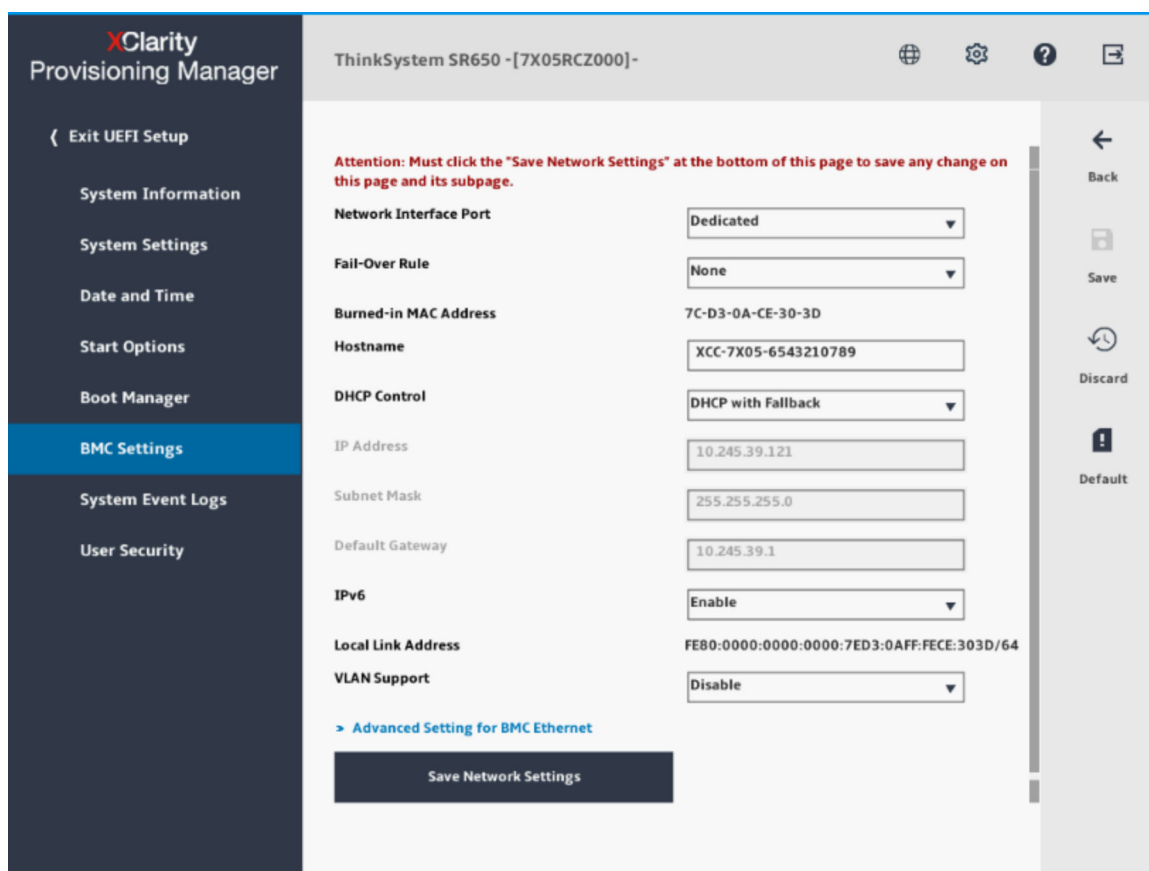 XClarity
Provisioning Manager
ThinkSystem SR650 -[7X05RCZ000]-
Exit UEFI Setup
System Information
System Settings
Date and Time
Start Options
Boot Manager
BMC Settings
System Event Logs
User Security
Attention: Must click the "Save Network Settings" at the bottom of this page to save any change on
this page and its subpage.
Network Interface Port
Dedicated
Fail-Over Rule
None
Burned-in MAC Address
7C-D3-0A-CE-30-3D
Hostname
XCC-7X05-6543210789
DHCP Control
DHCP with Fallback
IP Address
10.245.39.121
Subnet Mask
255.255.255.0
Default Gateway
10.245.39.1
IPv6
Enable
Local Link Address
FE80:0000:0000:0000:7ED3:0AFF:FECE:303D/64
VLAN Support
Disable
Advanced Setting for BMC Ethernet
Save Network Settings
Back
Save
Discard
Default